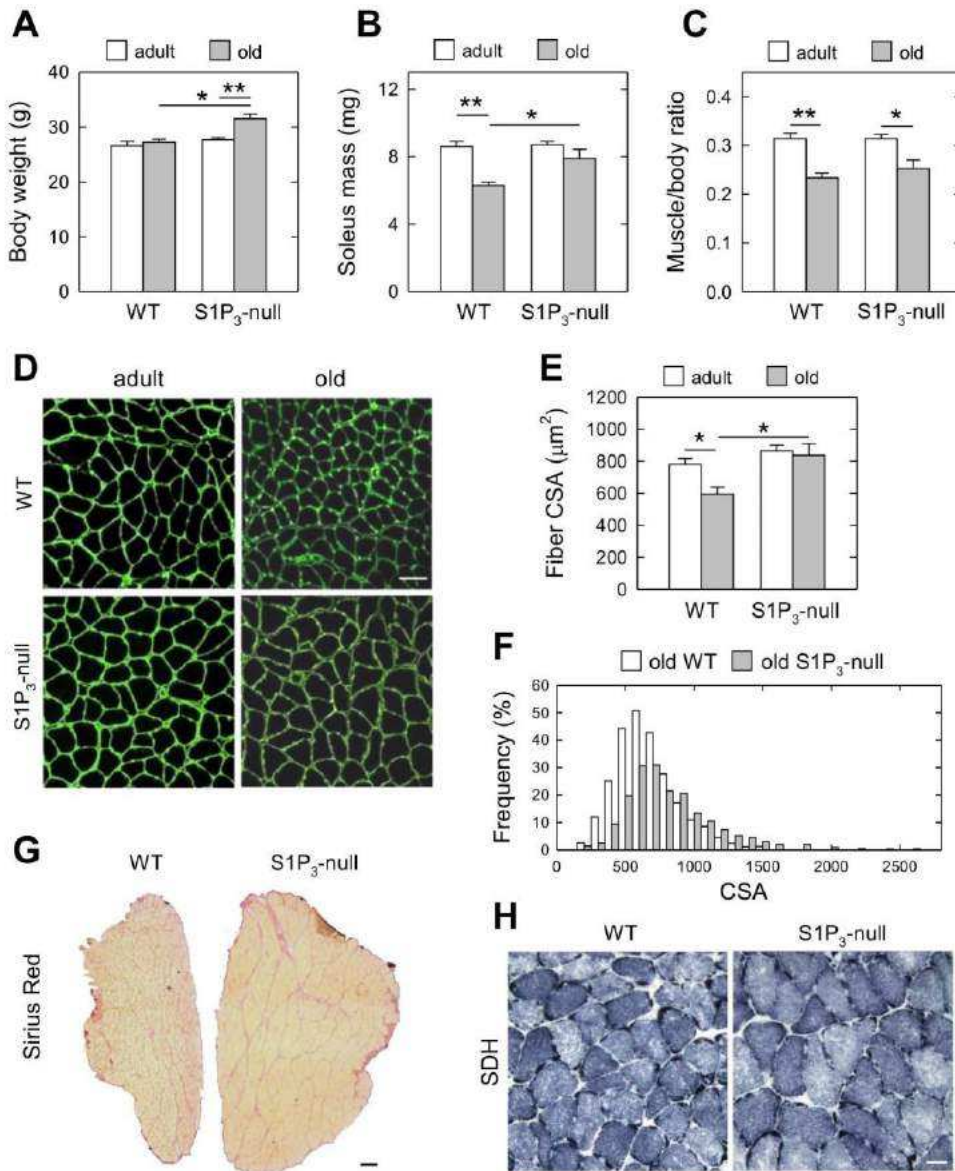 A
adult old
Body weight (g)
40
30
20
10
0
* **
WT S1P₃-null
B
adult old
Soleus mass (mg)
12
8
4
0
** *
WT S1P₃-null
C
adult old
Muscle/body ratio
0.4
0.3
0.2
0.1
0.0
** *
WT S1P₃-null
D
adult old
WT
S1P₃-null
E
adult old
Fiber CSA (μm²)
1200
1000
800
600
400
200
0
* *
WT S1P₃-null
F
old WT old S1P₃-null
Frequency (%)
60
50
40
30
20
10
0
0 500 1000 1500 2000 2500
CSA
G
WT S1P₃-null
Sirius Red
H
WT S1P₃-null
SDH